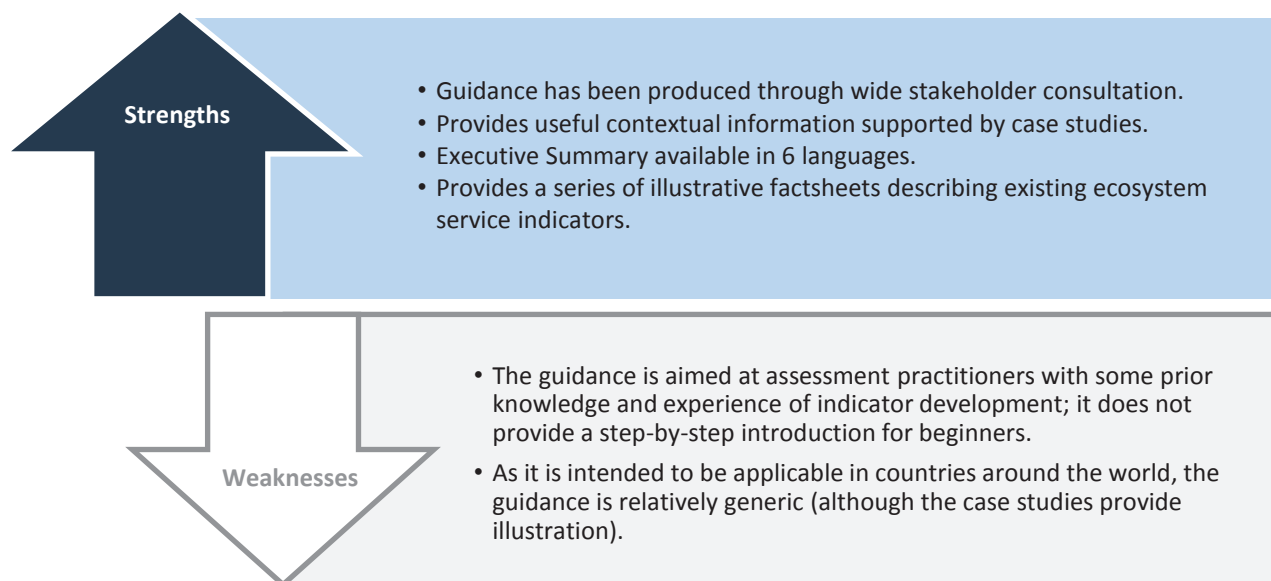 Strengths
• Guidance has been produced through wide stakeholder consultation.
• Provides useful contextual information supported by case studies.
• Executive Summary available in 6 languages.
• Provides a series of illustrative factsheets describing existing ecosystem
service indicators.
Weaknesses
• The guidance is aimed at assessment practitioners with some prior
knowledge and experience of indicator development; it does not
provide a step-by-step introduction for beginners.
• As it is intended to be applicable in countries around the world, the
guidance is relatively generic (although the case studies provide
illustration).